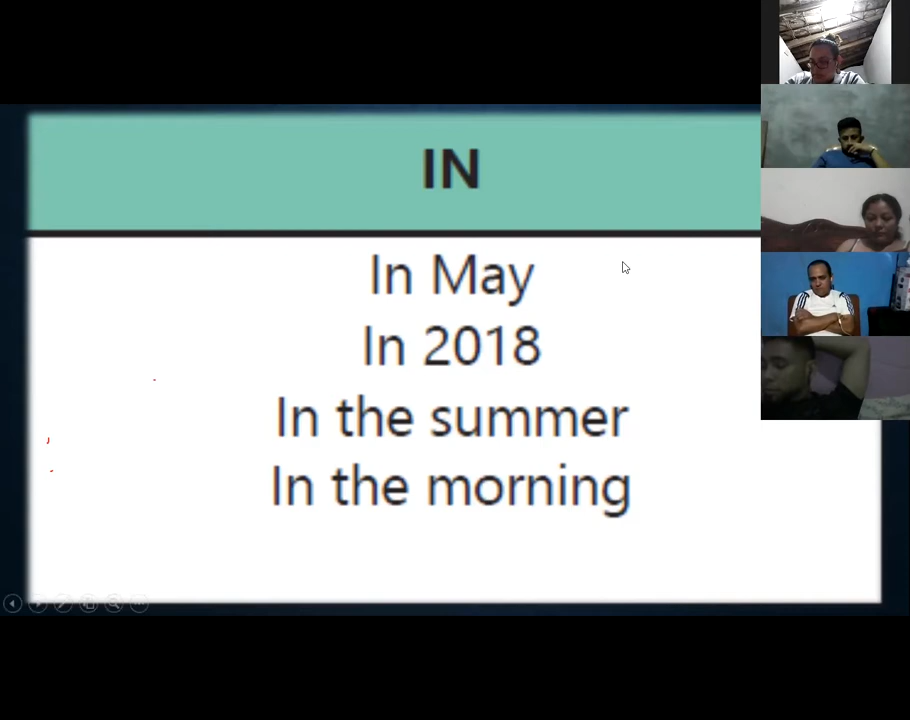 IN
In May
In 2018
In the summer
In the morning